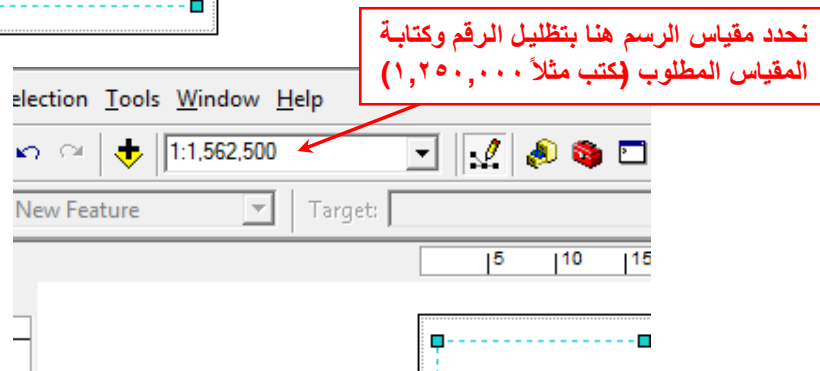 نحدد مقياس الرسم هنا بتظليل الرقم وكتابة
المقياس المطلوب (نكتب مثلاً ١,٢٥٠,٠٠٠)
election Tools Window Help
1:1,562,500
New Feature Target:
5 10 15